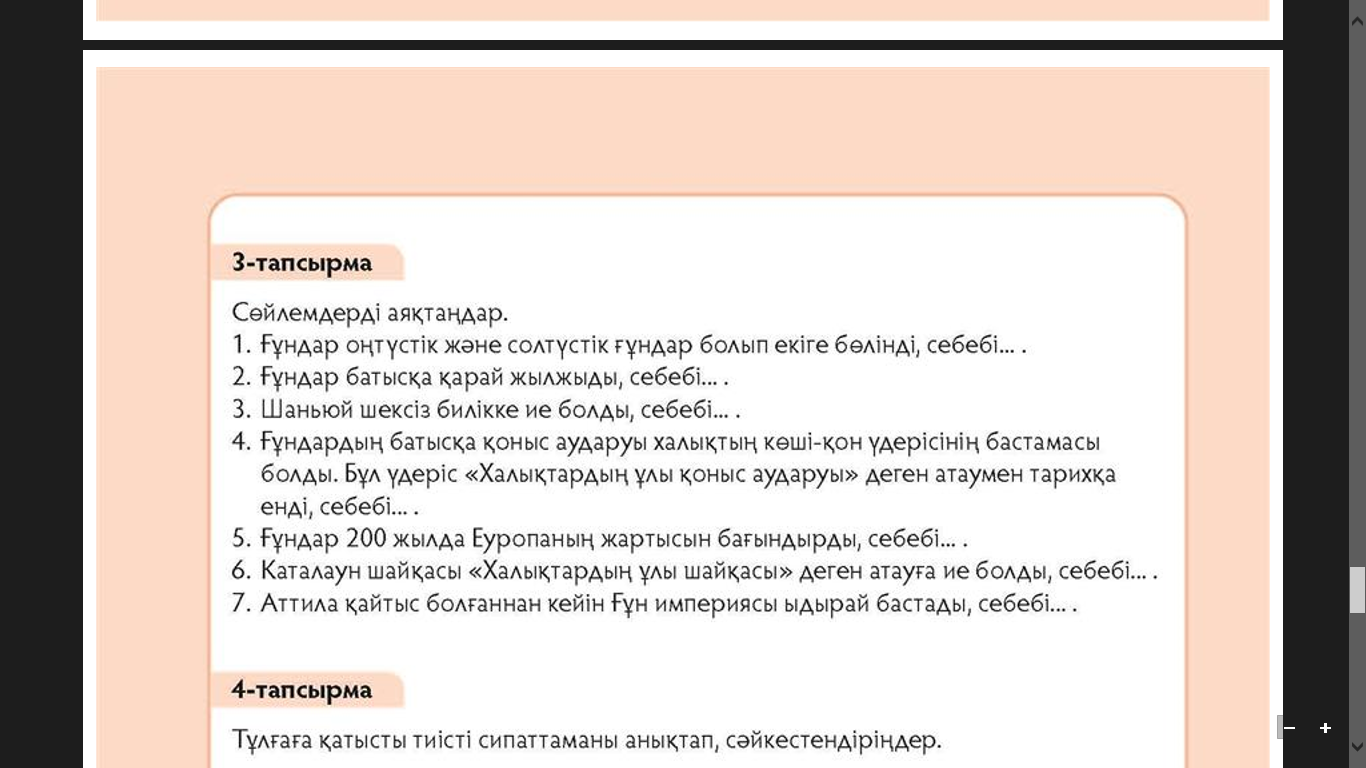 3-тапсырма
Сөйлемдерді аяқтаңдар.
1. Ғұндар оңтүстік және солтүстік ғұндар болып екіге бөлінді, себебі... .
2. Ғұндар батысқа қарай жылжыды, себебі... .
3. Шаньюй шексіз билікке ие болды, себебі... .
4. Ғұндардың батысқа қоныс аударуы халықтың көші-қон үдерісінің бастамасы
болды. Бұл үдеріс «Халықтардың ұлы қоныс аударуы» деген атаумен тарихқа
енді, себебі... .
5. Ғұндар 200 жылда Еуропаның жартысын бағындырды, себебі... .
6. Каталаун шайқасы «Халықтардың ұлы шайқасы» деген атауға ие болды, себебі... .
7. Аттила қайтыс болғаннан кейін Ғұн империясы ыдырай бастады, себебі... .
4-тапсырма
Тұлғаға қатысты тиісті сипаттаманы анықтап, сәйкестендіріңдер.